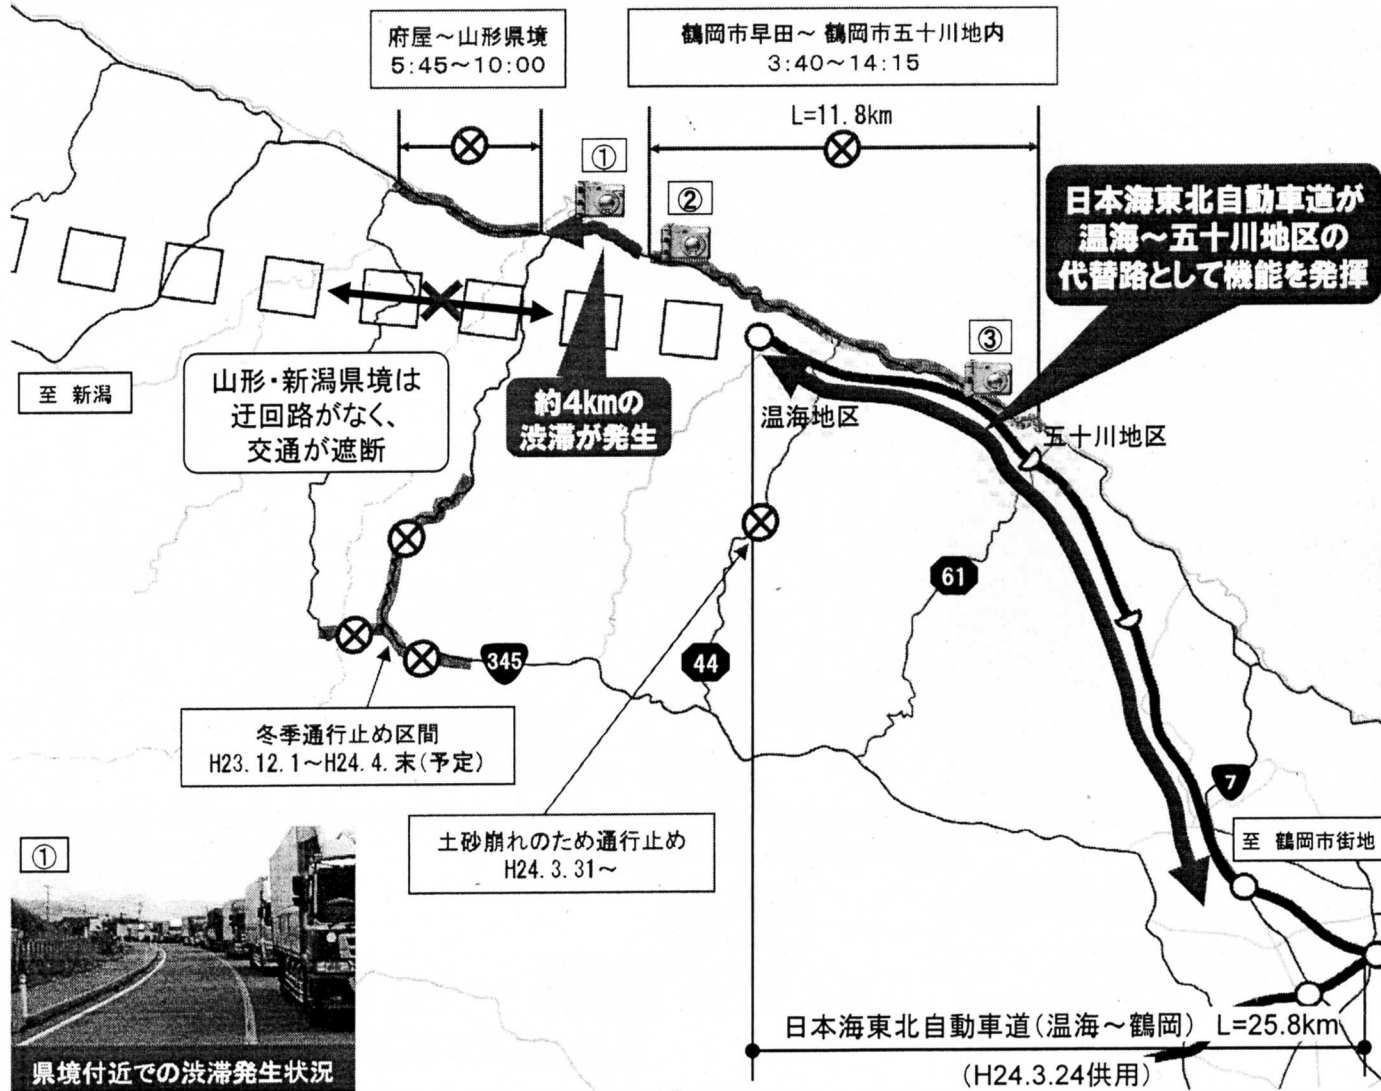 府屋～山形県境
5:45～10:00
鶴岡市早田～鶴岡市五十川地内
3:40～14:15
L=11.8km
①
②
日本海東北自動車道が
温海～五十川地区の
代替路として機能を発揮
③
至 新潟
山形・新潟県境は
迂回路がなく、
交通が遮断
約4kmの
渋滞が発生
温海地区
五十川地区
61
44
345
冬季通行止め区間
H23.12.1～H24.4.末(予定)
7
土砂崩れのため通行止め
H24.3.31～
至 鶴岡市街地
①
県境付近での渋滞発生状況
日本海東北自動車道(温海～鶴岡) L=25.8km
(H24.3.24供用)